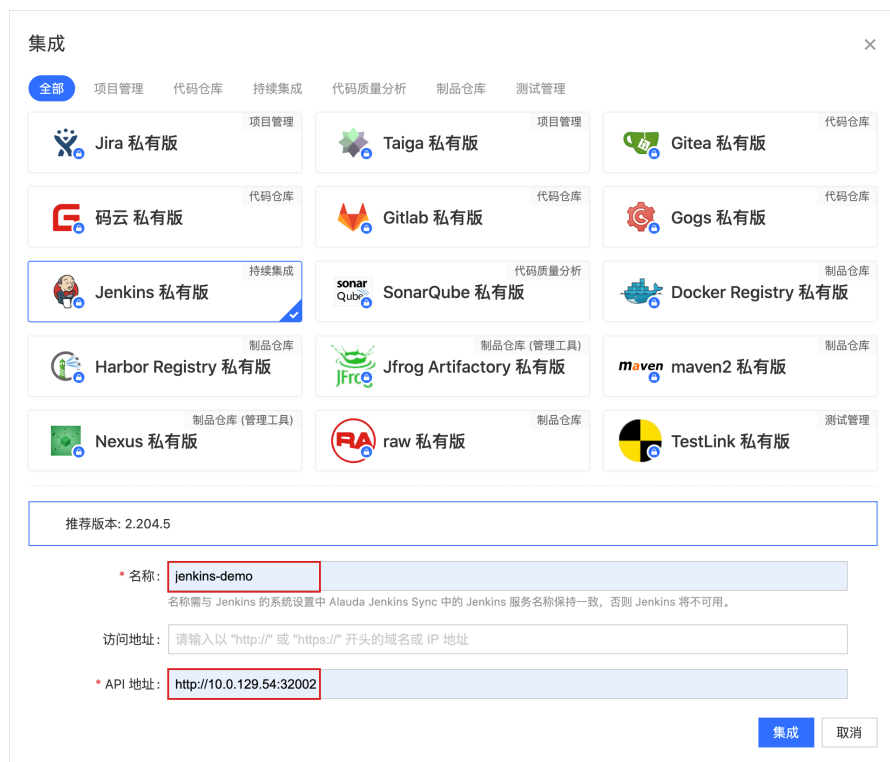 集成
全部 项目管理 代码仓库 持续集成 代码质量分析 制品仓库 测试管理
项目管理
Jira 私有版
项目管理
Taiga 私有版
代码仓库
Gitea 私有版
代码仓库
码云 私有版
代码仓库
Gitlab 私有版
代码仓库
Gogs 私有版
持续集成
Jenkins 私有版
代码质量分析
sonar
Qube
SonarQube 私有版
制品仓库
Docker Registry 私有版
制品仓库
Harbor Registry 私有版
制品仓库 (管理工具)
JFrog
Jfrog Artifactory 私有版
制品仓库
maven
maven2 私有版
制品仓库 (管理工具)
Nexus 私有版
制品仓库
RA
raw 私有版
测试管理
TestLink 私有版
推荐版本: 2.204.5
* 名称: jenkins-demo
名称需与 Jenkins 的系统设置中 Alauda Jenkins Sync 中的 Jenkins 服务名称保持一致，否则 Jenkins 将不可用。
访问地址: 请输入以 "http://" 或 "https://" 开头的域名或 IP 地址
* API 地址: http://10.0.129.54:32002
集成 取消